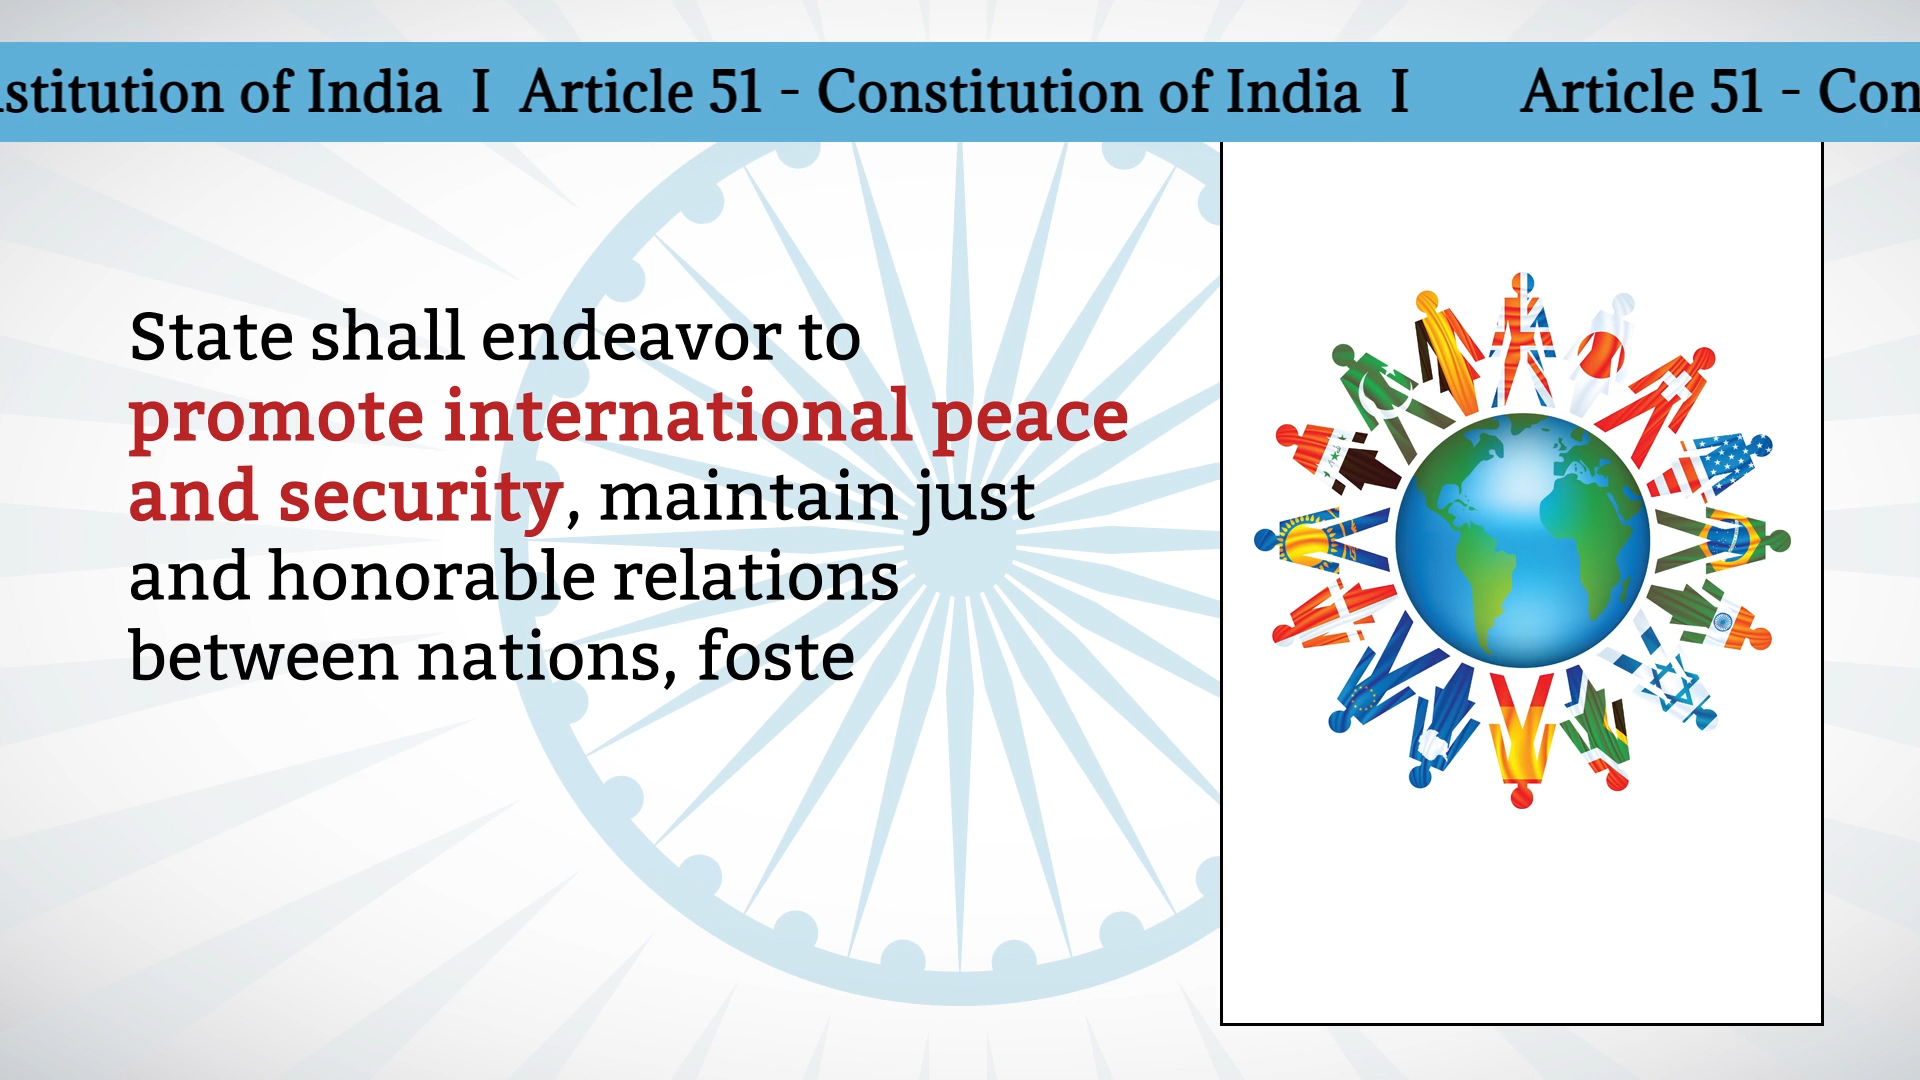 stitution of India I Article 51 - Constitution of India I Article 51 - Con
State shall endeavor to
promote international peace
and security, maintain just
and honorable relations
between nations, foste